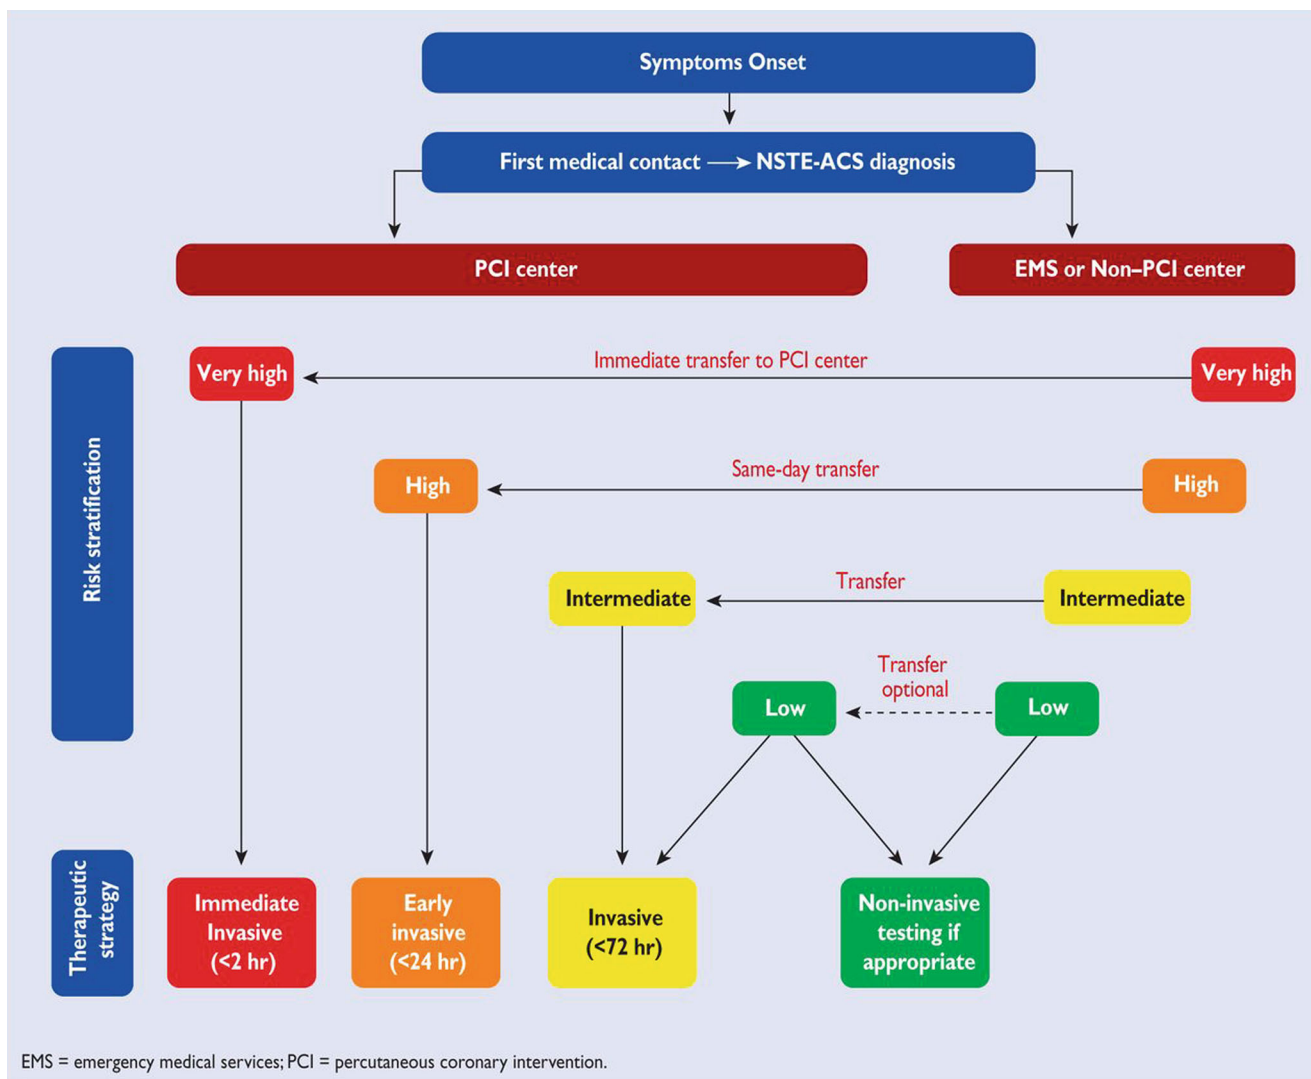 Symptoms Onset
First medical contact → NSTE-ACS diagnosis
PCI center
EMS or Non–PCI center
Risk stratification
Very high
Immediate transfer to PCI center
Very high
High
Same-day transfer
High
Intermediate
Transfer
Intermediate
Low
Transfer
optional
Low
Therapeutic
strategy
Immediate
Invasive
(<2 hr)
Early
invasive
(<24 hr)
Invasive
(<72 hr)
Non-invasive
testing if
appropriate
EMS = emergency medical services; PCI = percutaneous coronary intervention.